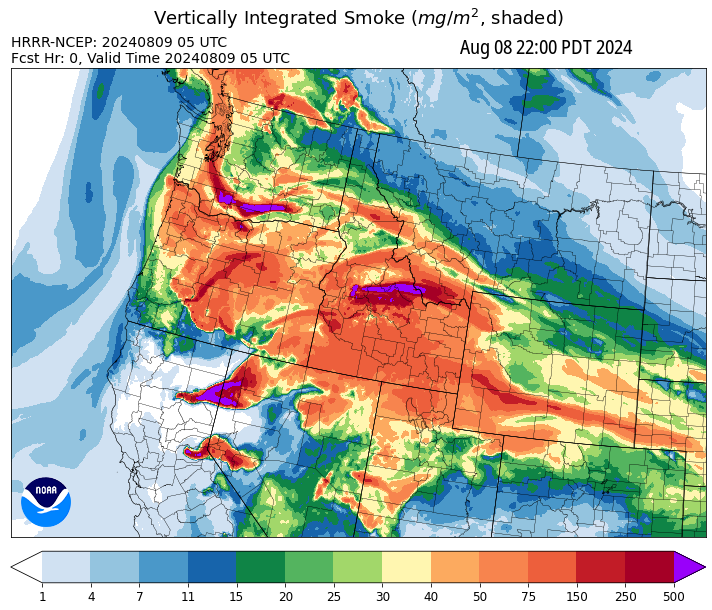 Vertically Integrated Smoke (mg/m², shaded)
HRRR-NCEP: 20240809 05 UTC
Fcst Hr: 0, Valid Time 20240809 05 UTC
Aug 08 22:00 PDT 2024
NOAA
1 4 7 11 15 20 25 30 40 50 75 150 250 500